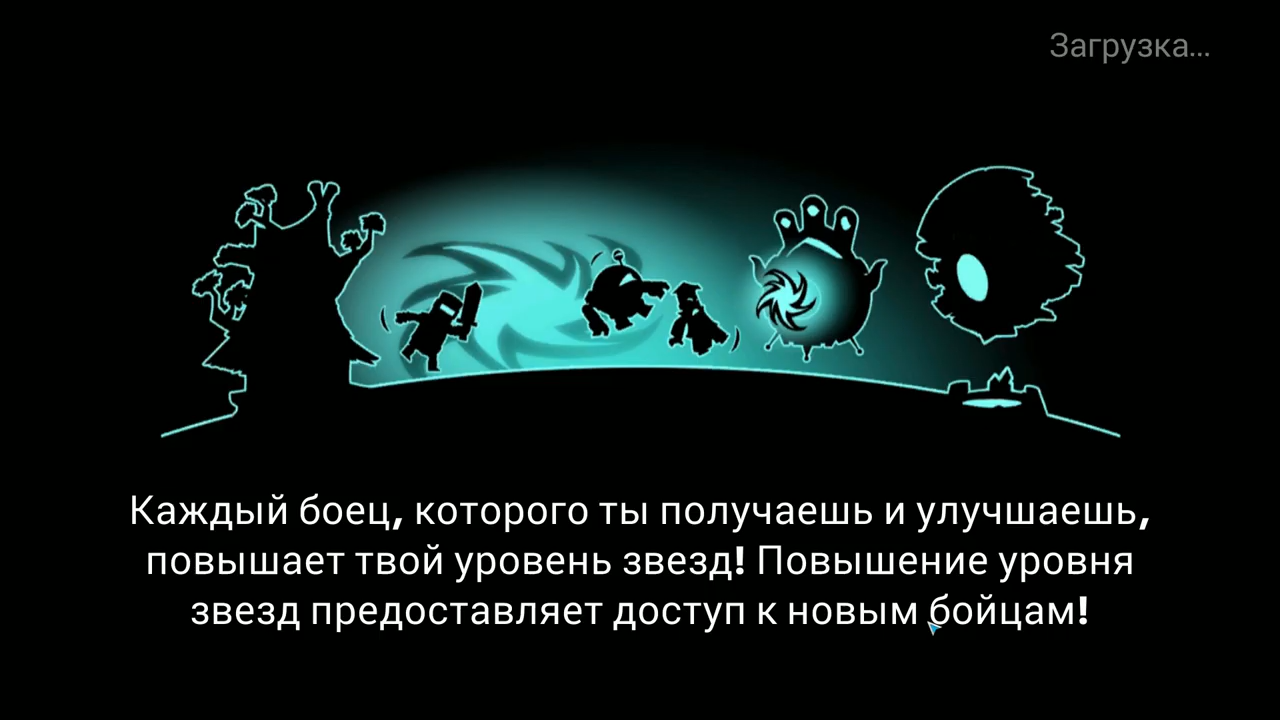 Загрузка...
Каждый боец, которого ты получаешь и улучшаешь,
повышает твой уровень звезд! Повышение уровня
звезд предоставляет доступ к новым бойцам!